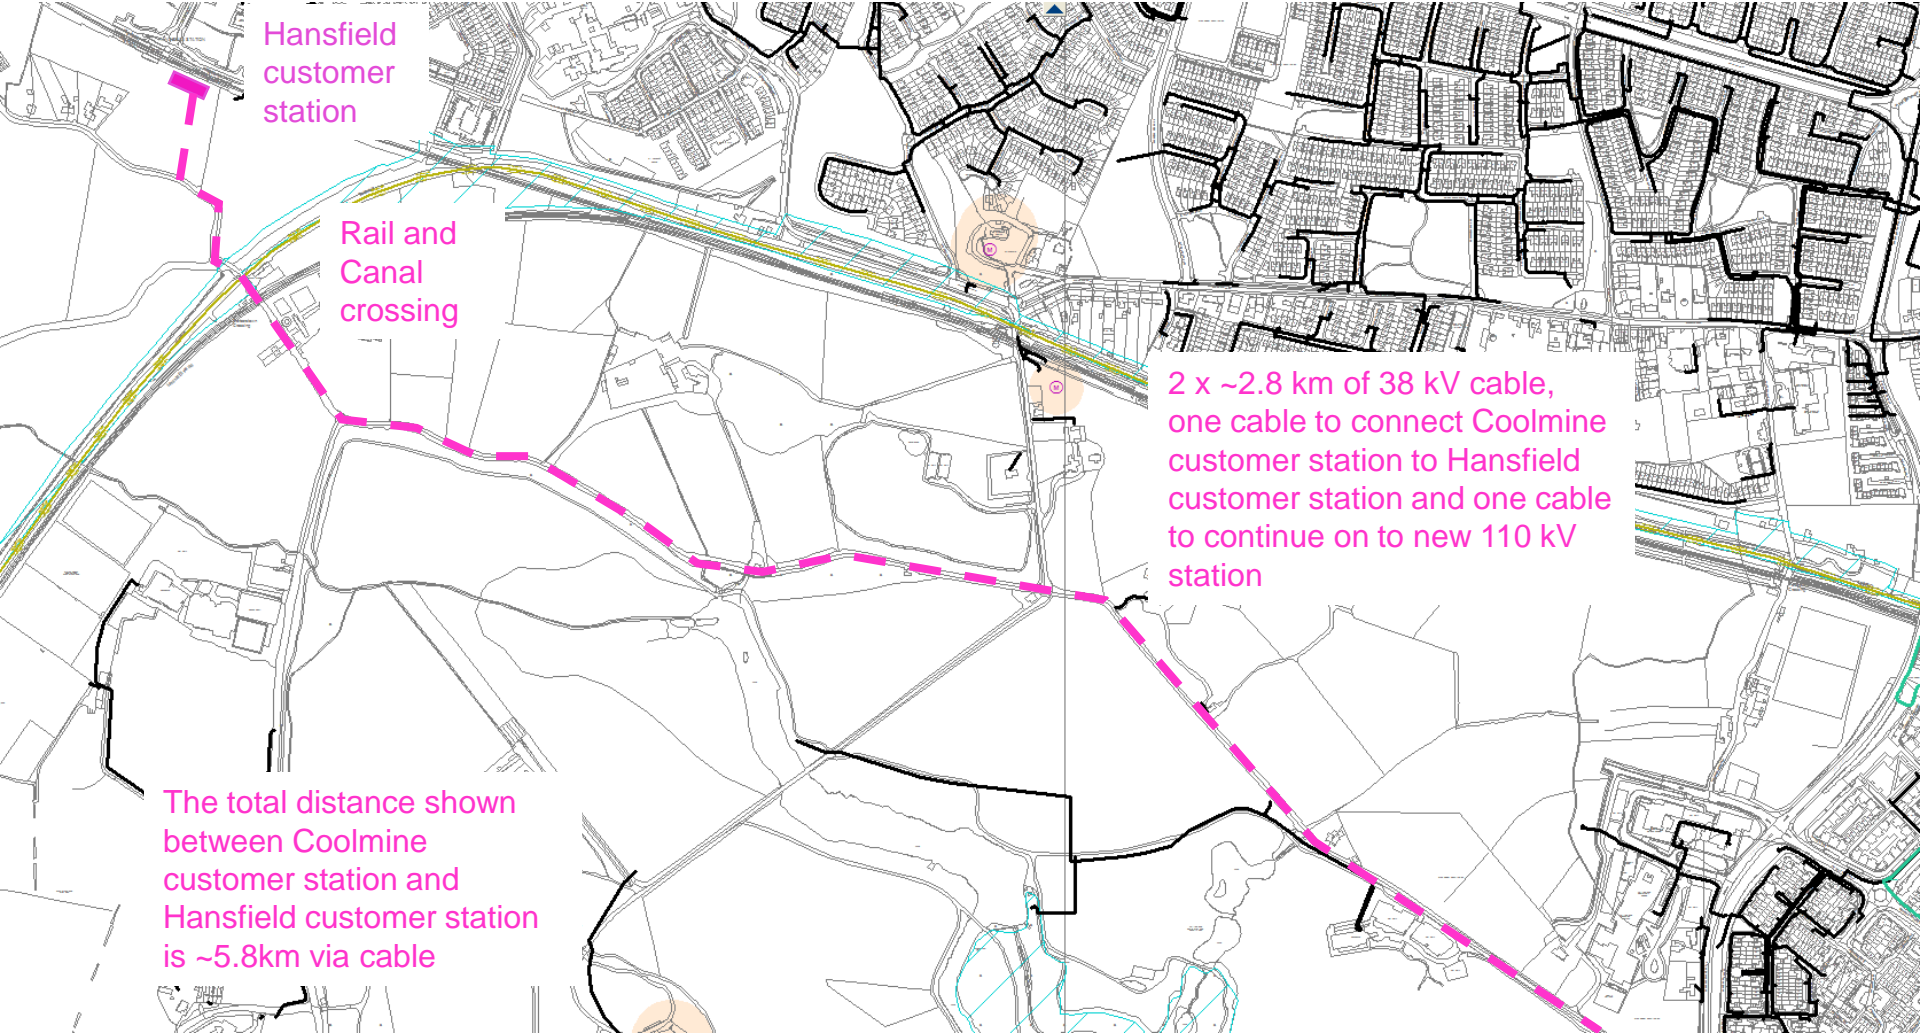 Hansfield
customer
station
Rail and
Canal
crossing
2 x ~2.8 km of 38 kV cable,
one cable to connect Coolmine
customer station to Hansfield
customer station and one cable
to continue on to new 110 kV
station
The total distance shown
between Coolmine
customer station and
Hansfield customer station
is ~5.8km via cable
M
M